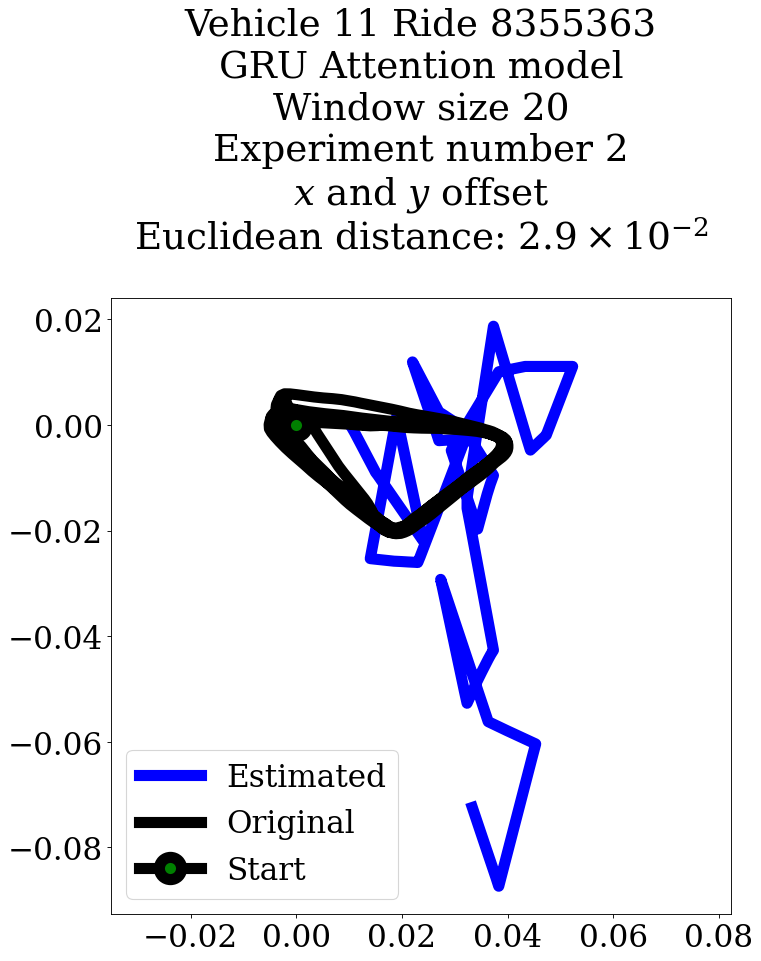 Vehicle 11 Ride 8355363
GRU Attention model
Window size 20
Experiment number 2
x and y offset
Euclidean distance: 2.9 × 10⁻²
0.02
0.00
−0.02
−0.04
−0.06
−0.08
Estimated
Original
Start
−0.02 0.00 0.02 0.04 0.06 0.08